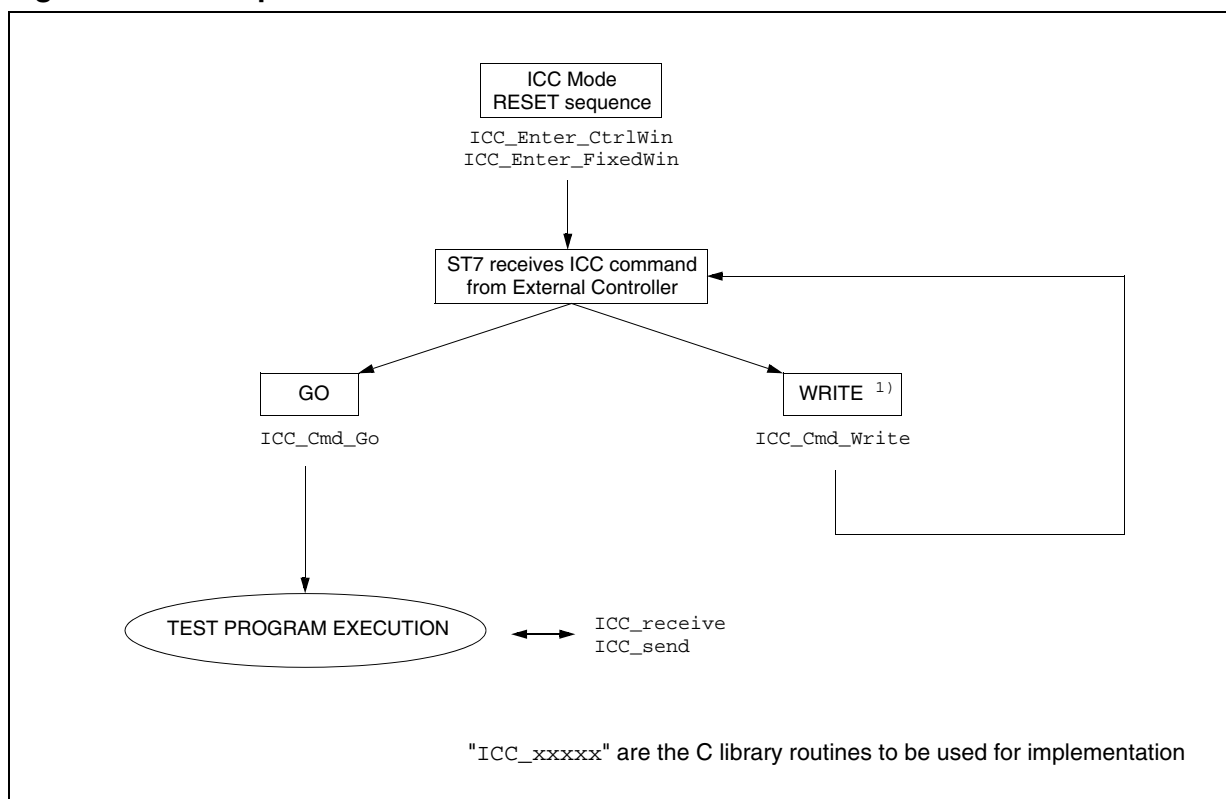 ICC Mode
RESET sequence
ICC_Enter_CtrlWin
ICC_Enter_FixedWin
ST7 receives ICC command
from External Controller
GO
WRITE 1)
ICC_Cmd_Go
ICC_Cmd_Write
TEST PROGRAM EXECUTION
ICC_receive
ICC_send
"ICC_xxxxx" are the C library routines to be used for implementation